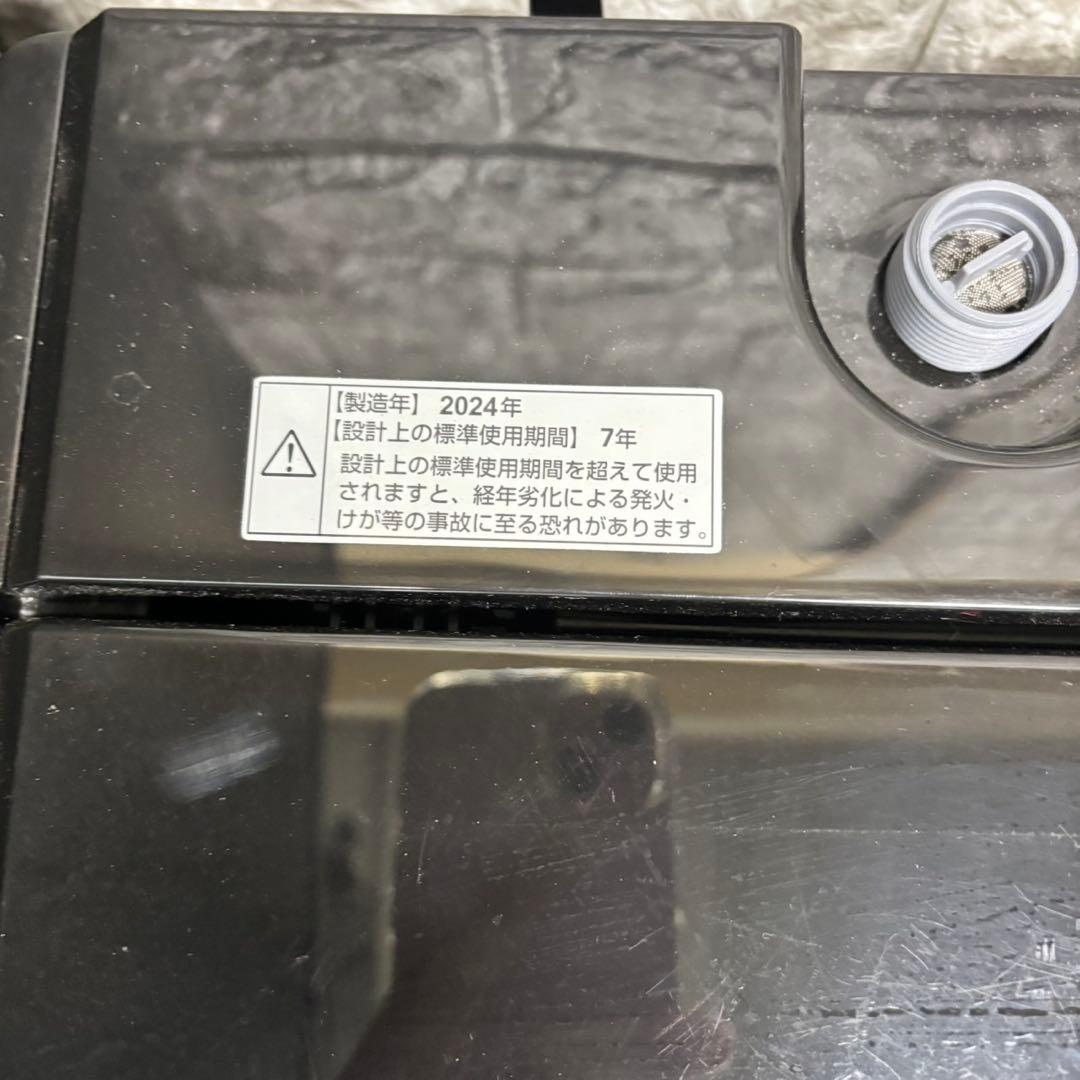 【製造年】 2024年
【設計上の標準使用期間】 7年
設計上の標準使用期間を超えて使用
されますと、経年劣化による発火・
けが等の事故に至る恐れがあります。